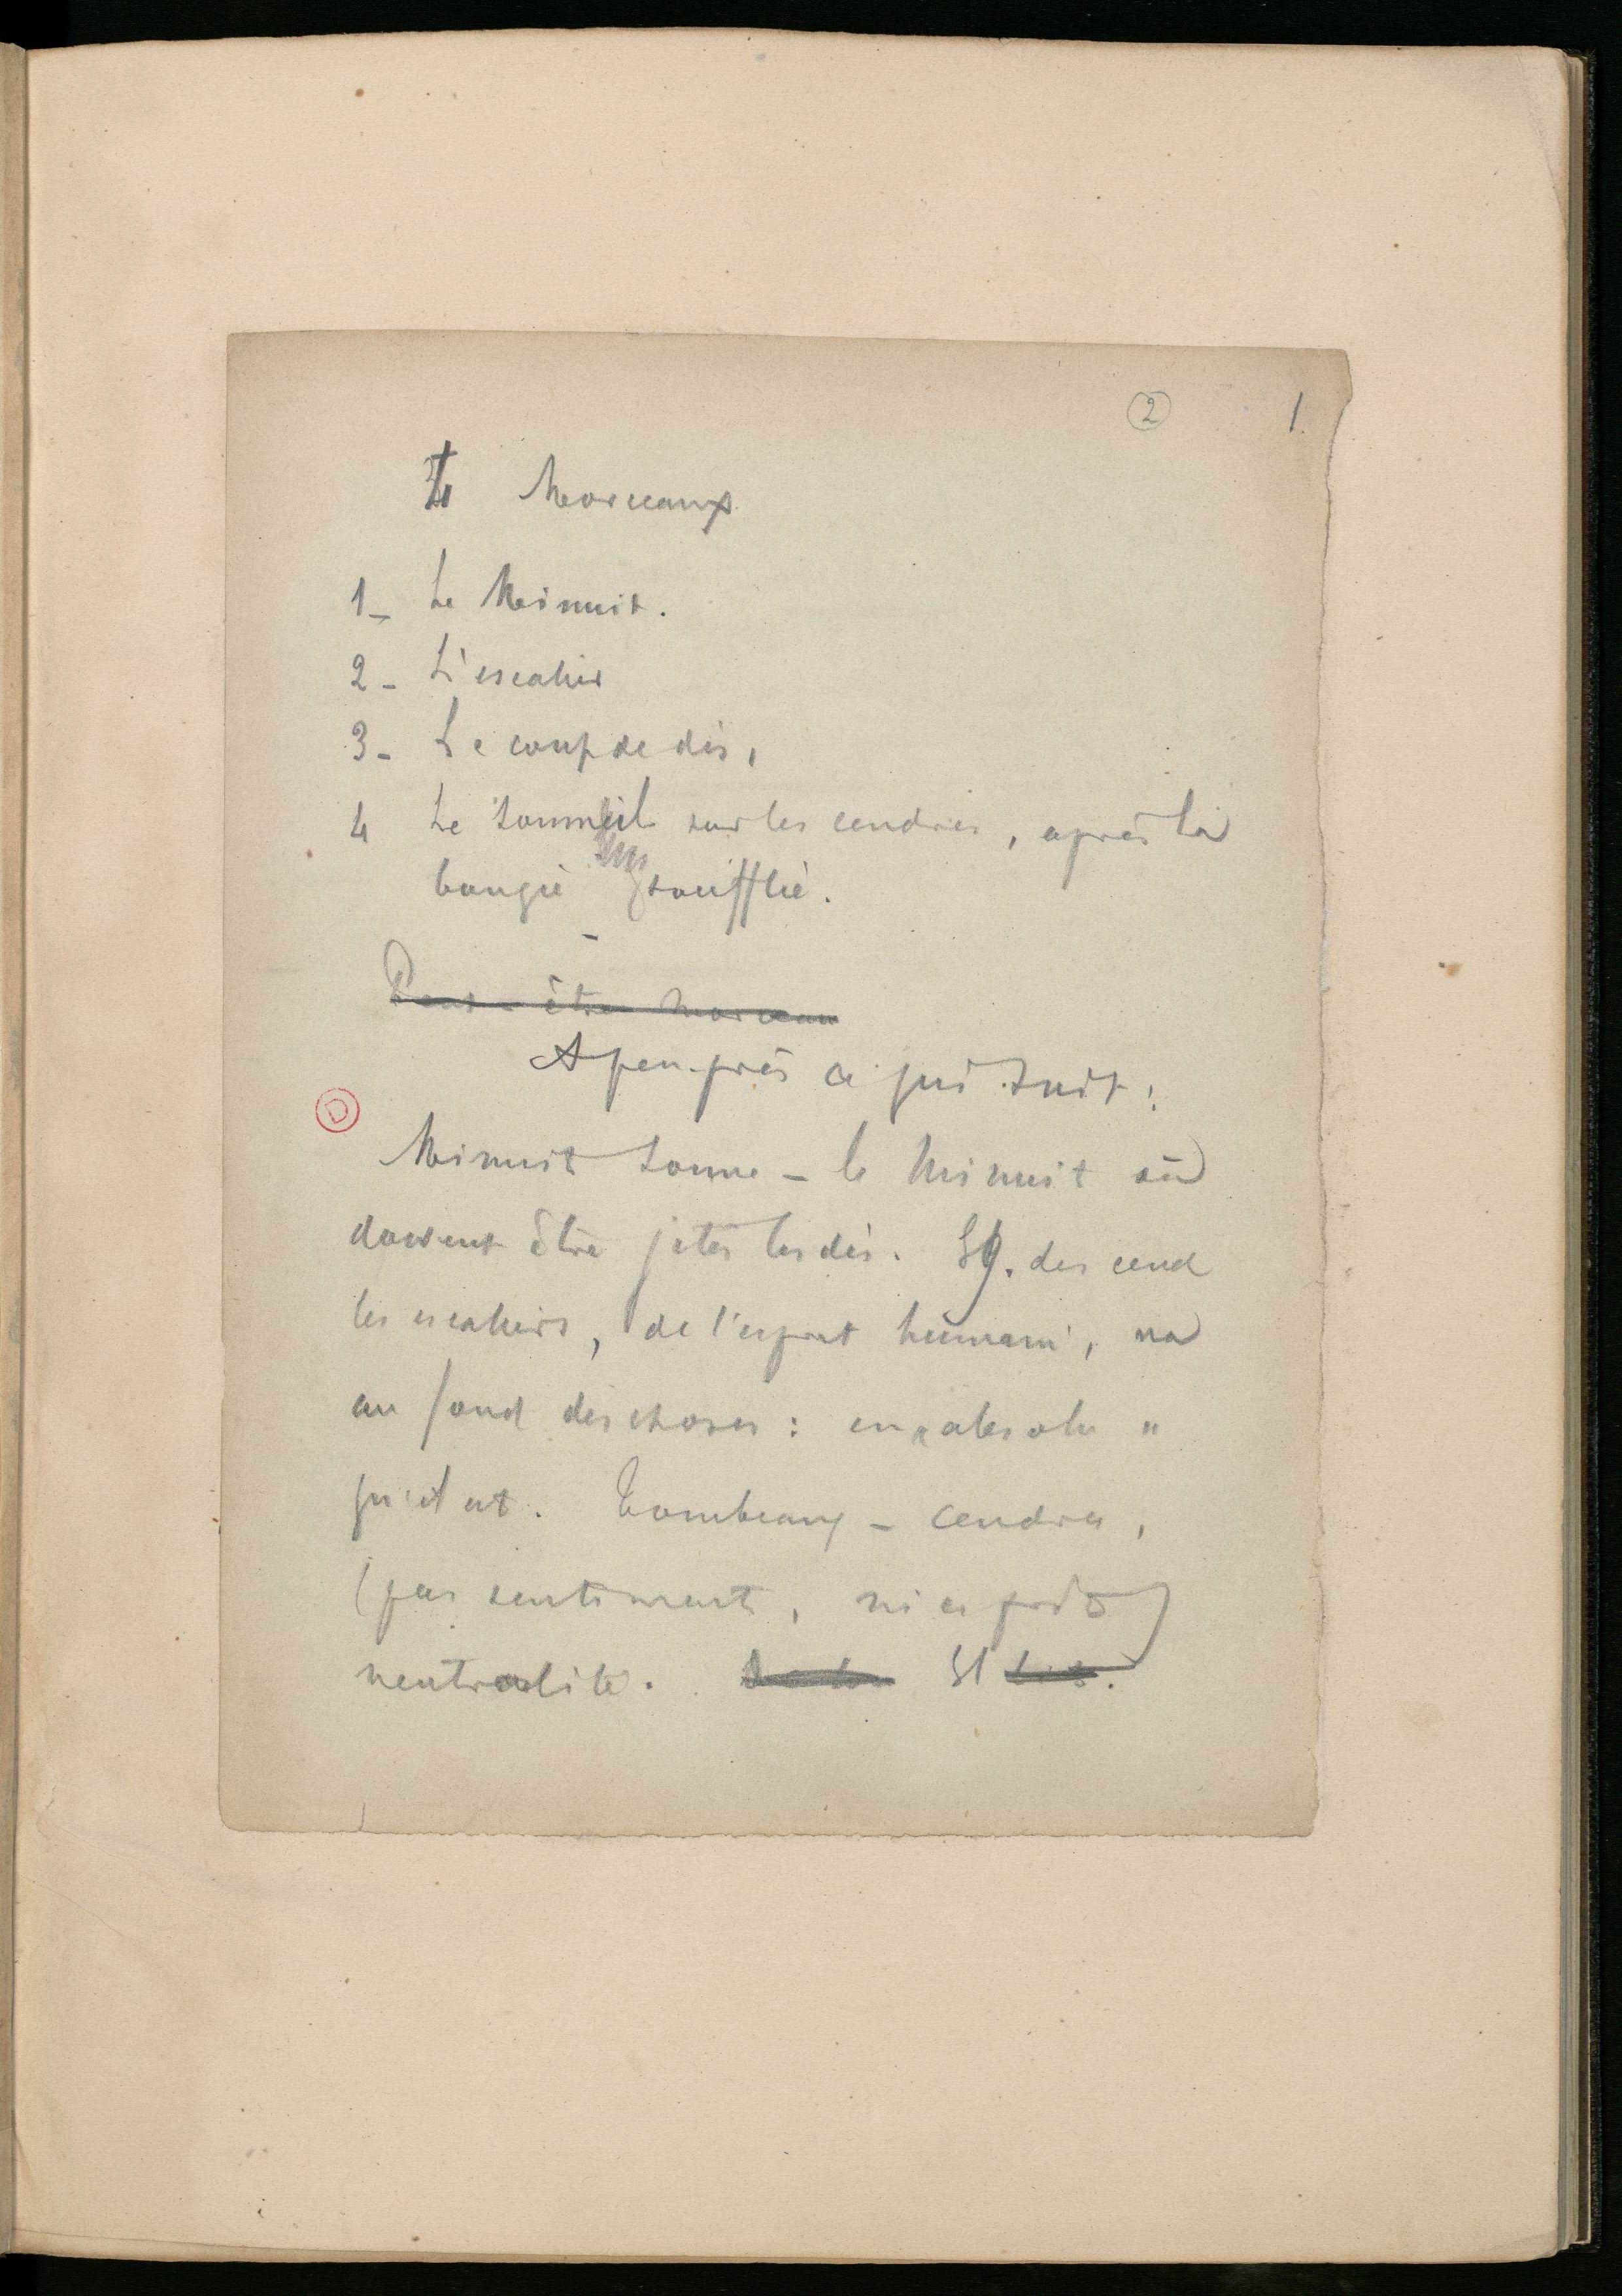 2 1.
4 Morceaux
1_ Le Minuit.
2_ L'escalier
3_ Le coup de dés,
4 Le Sommeil sur les cendres, après la
bougie soufflée.
Peut-être morceau
A peu-près ce qui suit:
D
Minuit sonne – le Minuit où
doivent être jetés les dés. Ig. descend
les escaliers, de l'esprit humain, va
au fond des choses: en "absolu"
qu'il est. Tombeaux – cendres,
(pas sentiment, ni esprit)
neutralité. Il